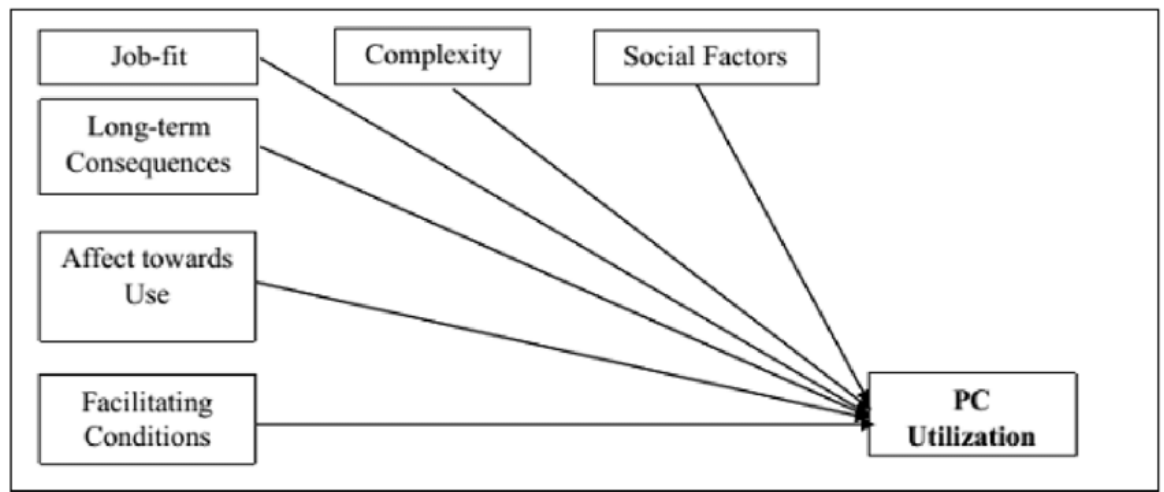 Job-fit
Complexity
Social Factors
Long-term
Consequences
Affect towards
Use
Facilitating
Conditions
PC
Utilization